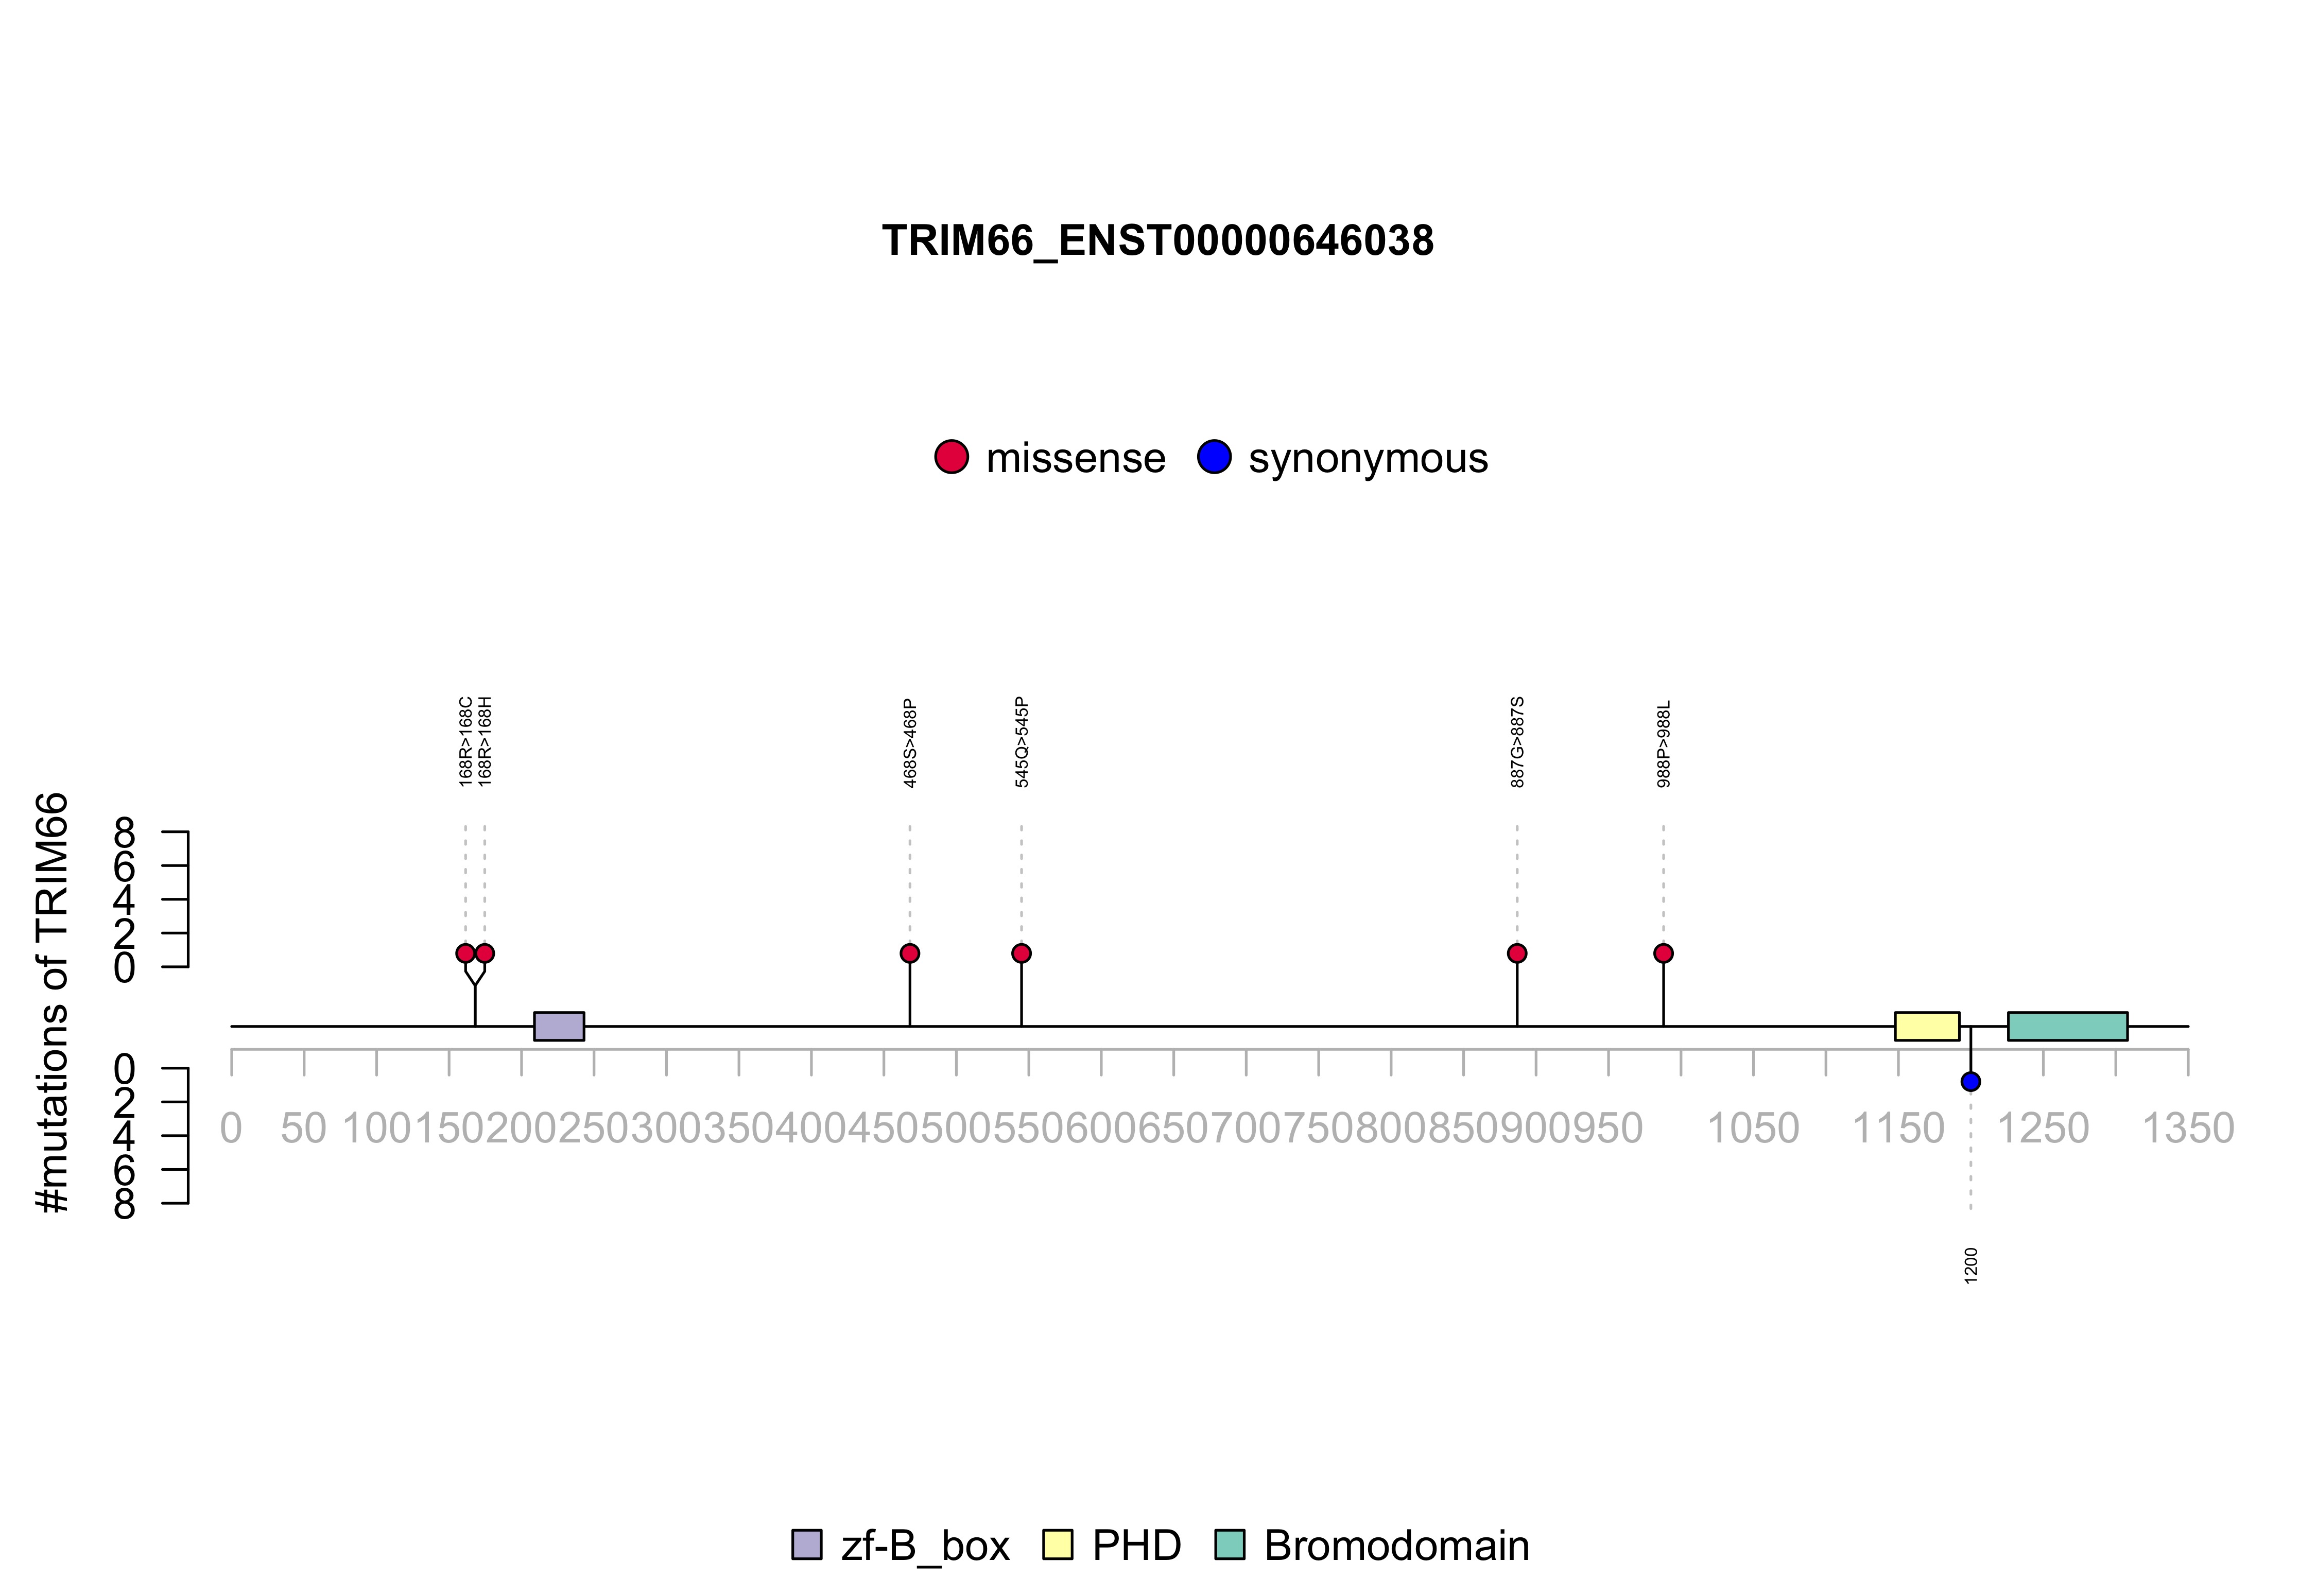 TRIM66_ENST00000646038
missense synonymous
168R>168C
168R>168H
468S>468P
545Q>545P
887G>887S
988P>988L
#mutations of TRIM66
8
6
4
2
0
0
2
4
6
8
0 50 100 150 200 250 300 350 400 450 500 550 600 650 700 750 800 850 900 950 1050 1150 1250 1350
1200
zf-B_box PHD Bromodomain